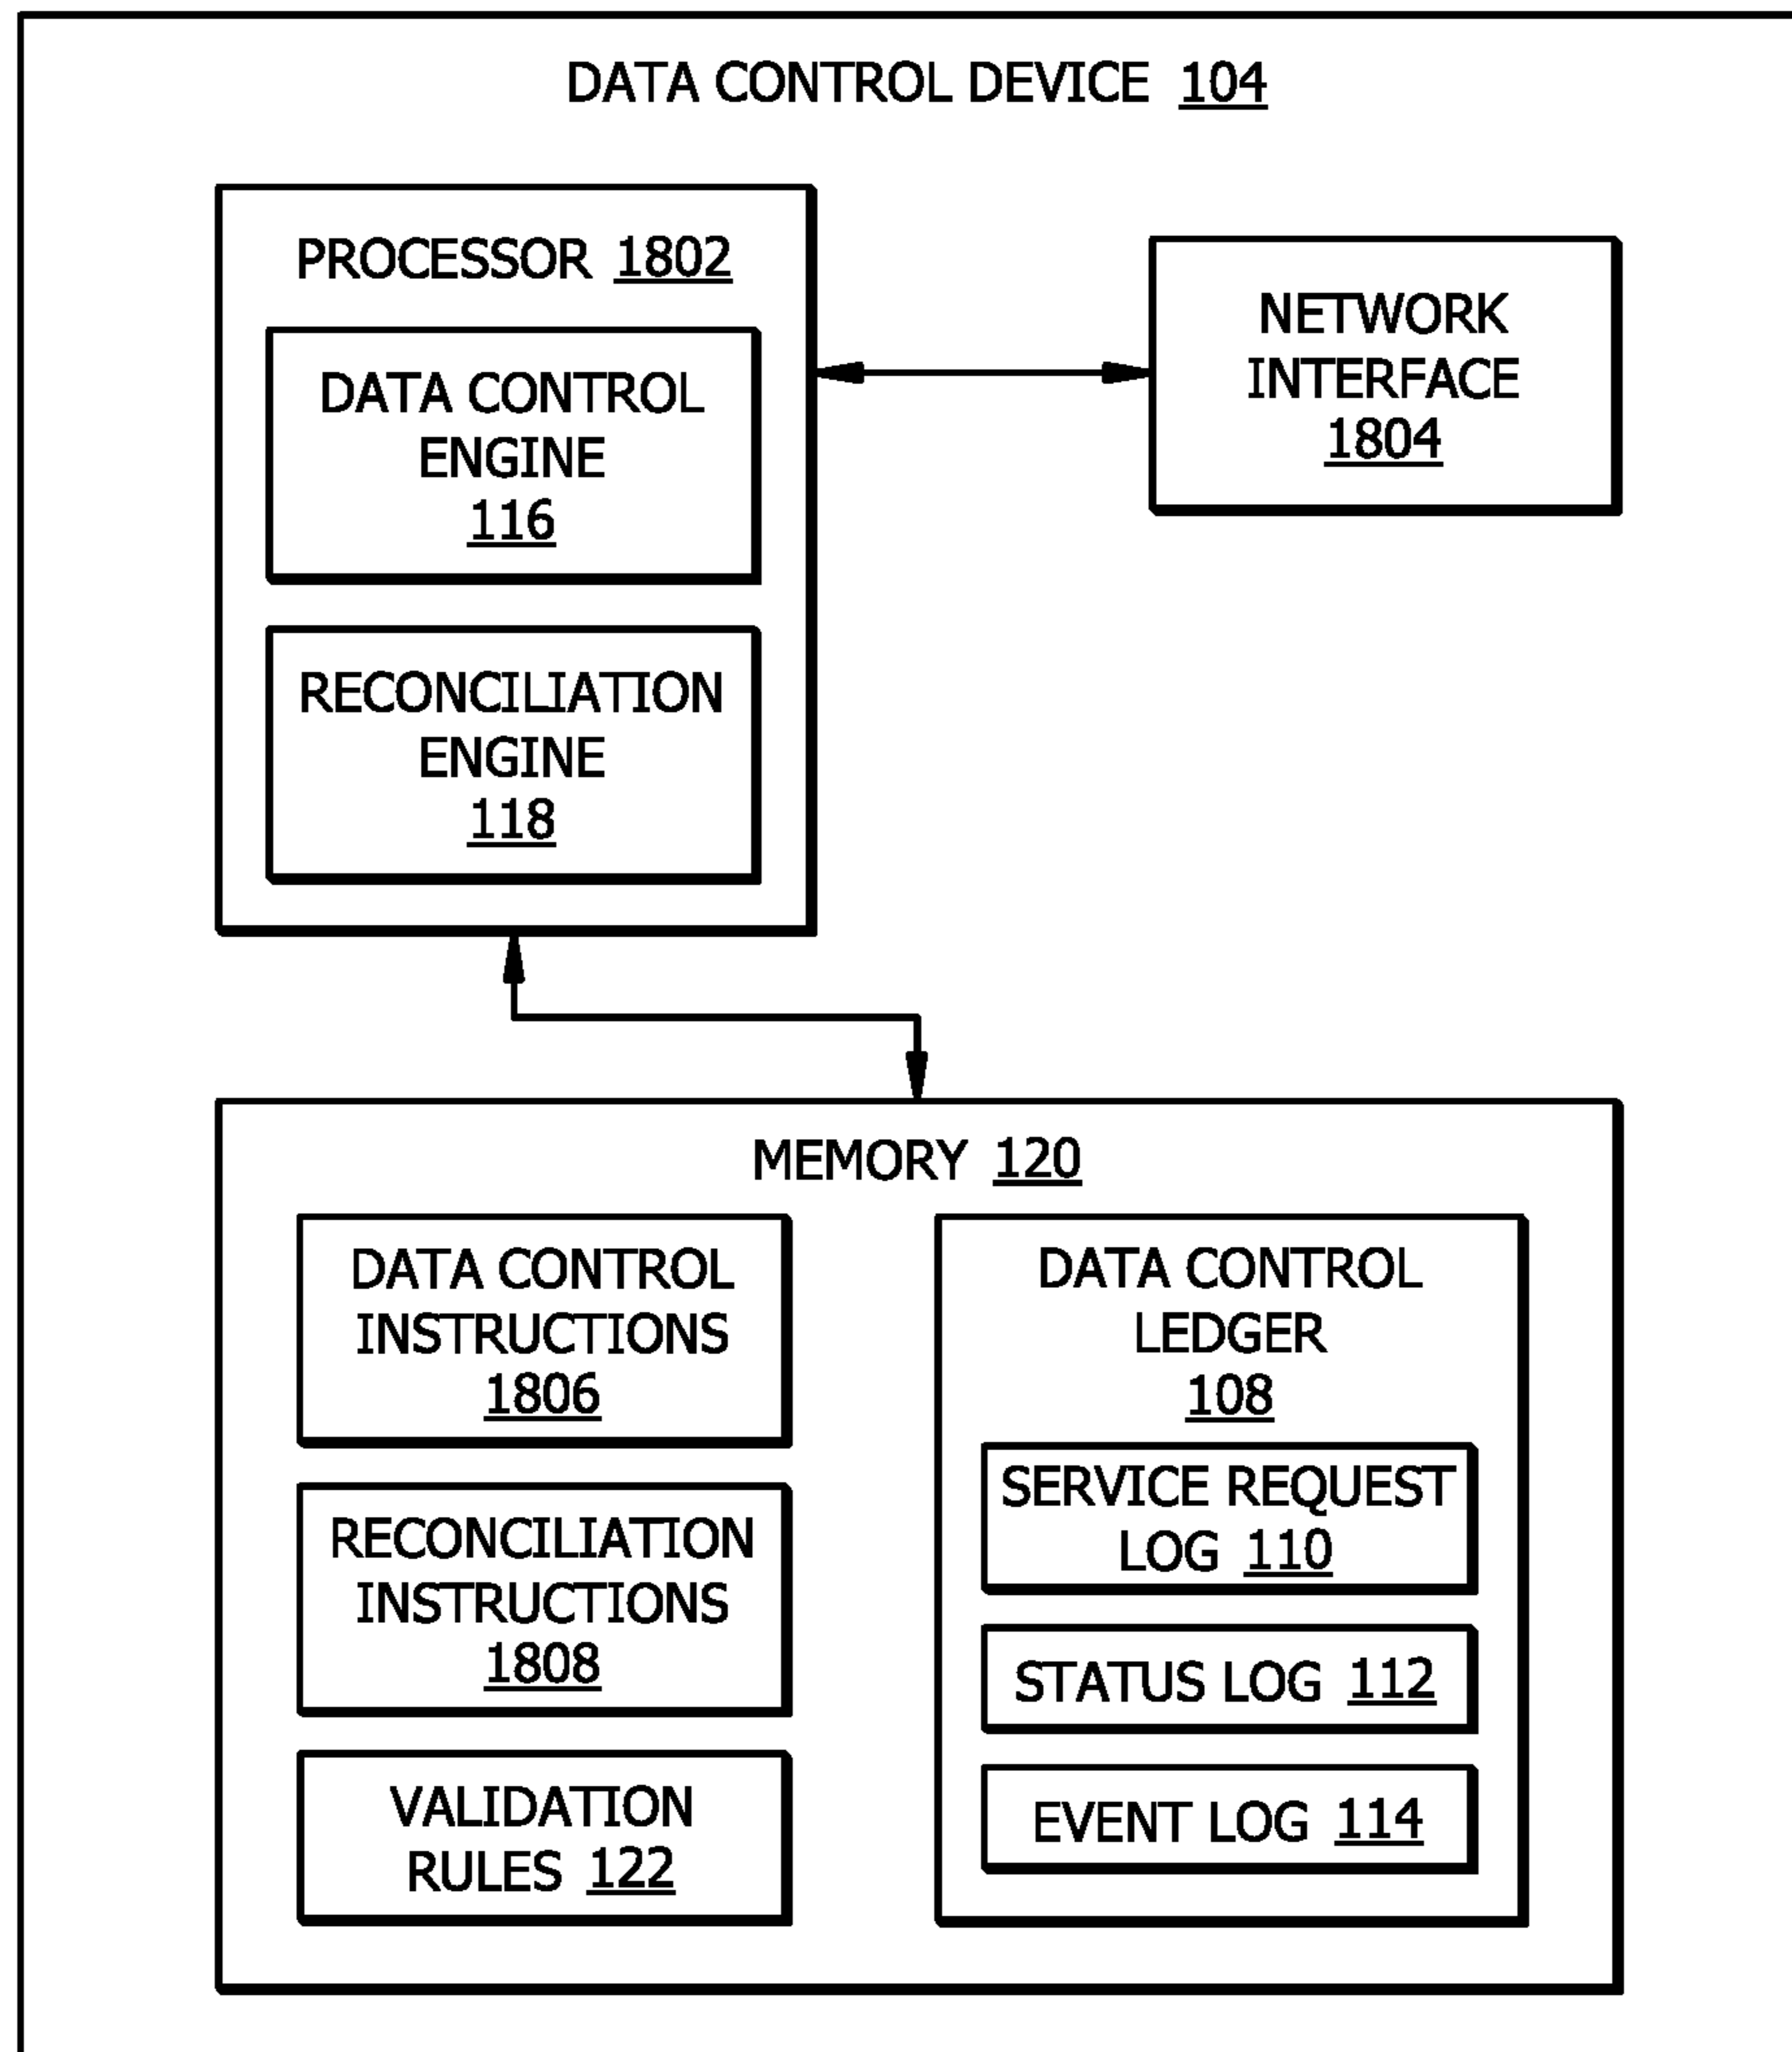 DATA CONTROL DEVICE 104
PROCESSOR 1802
DATA CONTROL
ENGINE
116
RECONCILIATION
ENGINE
118
NETWORK
INTERFACE
1804
MEMORY 120
DATA CONTROL
INSTRUCTIONS
1806
RECONCILIATION
INSTRUCTIONS
1808
VALIDATION
RULES 122
DATA CONTROL
LEDGER
108
SERVICE REQUEST
LOG 110
STATUS LOG 112
EVENT LOG 114